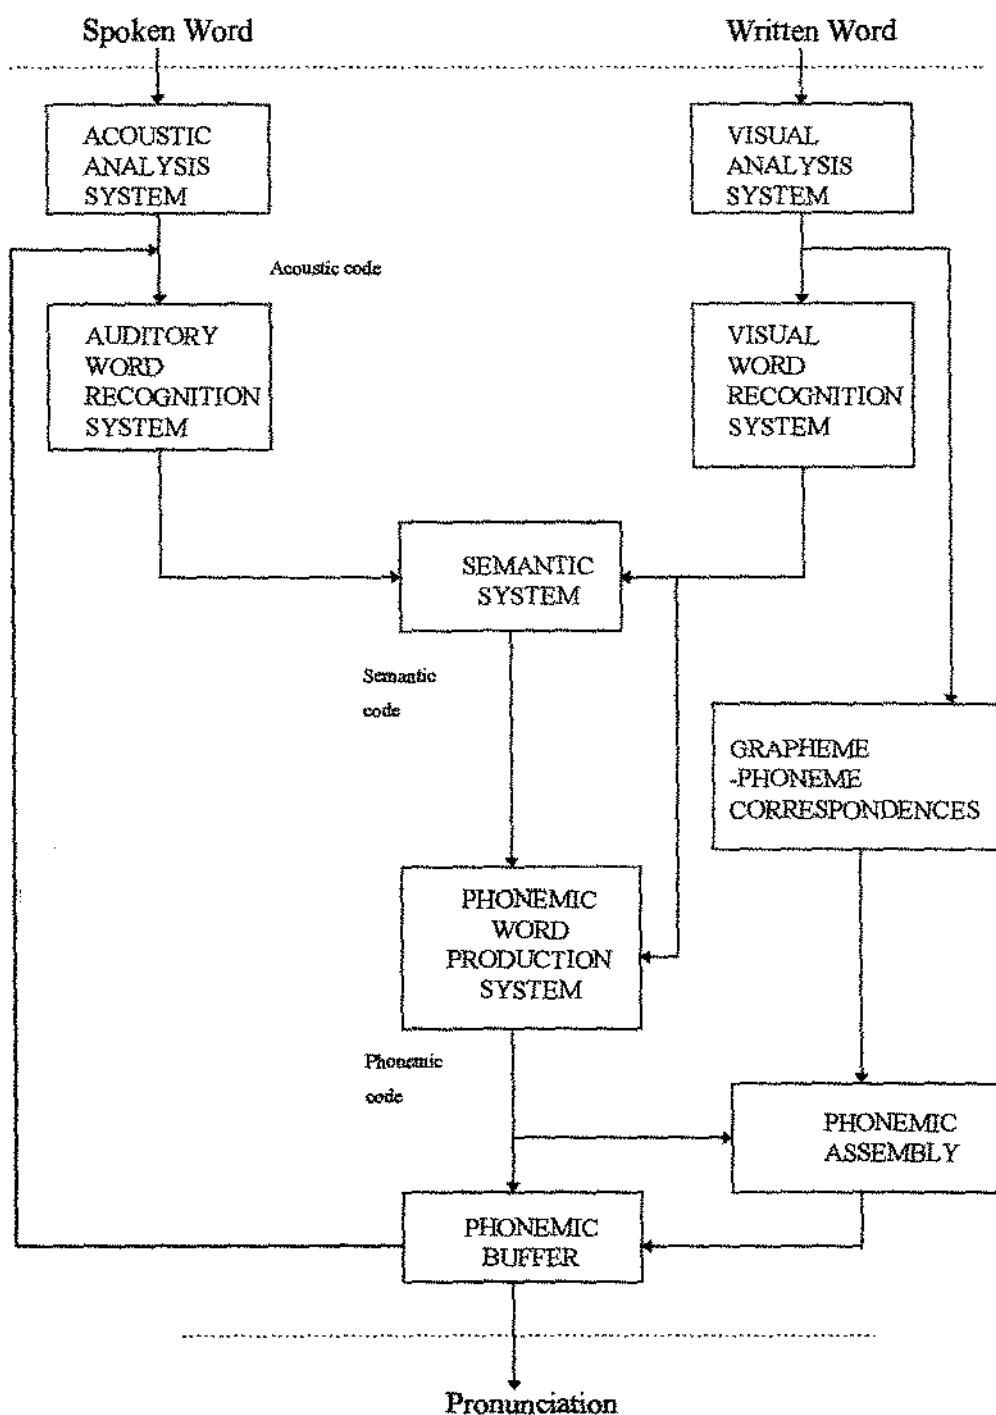 Spoken Word
Written Word
ACOUSTIC
ANALYSIS
SYSTEM
VISUAL
ANALYSIS
SYSTEM
Acoustic code
AUDITORY
WORD
RECOGNITION
SYSTEM
VISUAL
WORD
RECOGNITION
SYSTEM
SEMANTIC
SYSTEM
Semantic
code
GRAPHEME
-PHONEME
CORRESPONDENCES
PHONEMIC
WORD
PRODUCTION
SYSTEM
Phonemic
code
PHONEMIC
ASSEMBLY
PHONEMIC
BUFFER
Pronunciation